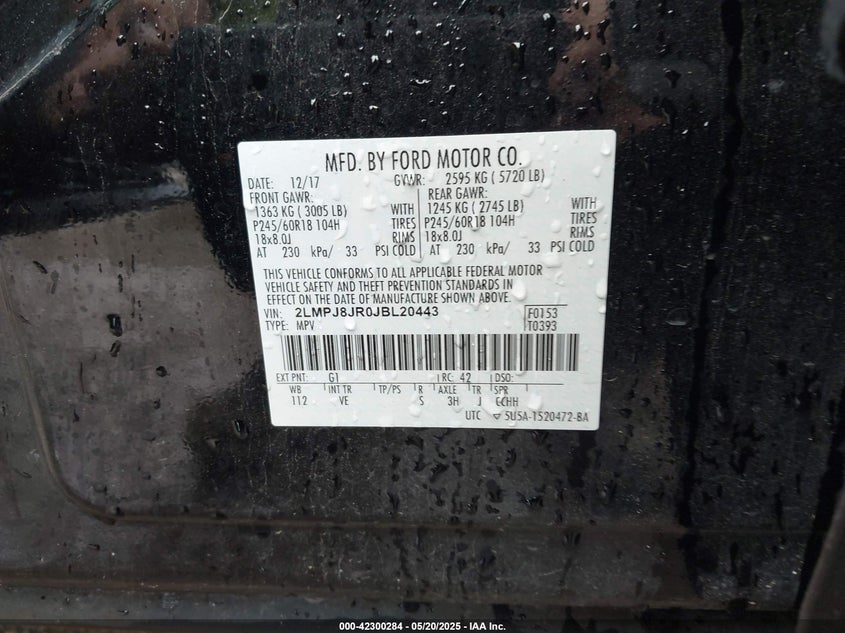 MFD. BY FORD MOTOR CO.
DATE: 12/17 GVWR: 2595 KG ( 5720 LB)
FRONT GAWR: REAR GAWR:
1363 KG ( 3005 LB) WITH 1245 KG ( 2745 LB) WITH
P245/60R18 104H TIRES P245/60R18 104H TIRES
18x8.0J RIMS 18x8.0J RIMS
AT 230 kPa/ 33 PSI COLD AT 230 kPa/ 33 PSI COLD
THIS VEHICLE CONFORMS TO ALL APPLICABLE FEDERAL MOTOR
VEHICLE SAFETY AND THEFT PREVENTION STANDARDS IN
EFFECT ON THE DATE OF MANUFACTURE SHOWN ABOVE.
VIN: 2LMPJ8JR0JBL20443 F0153
TYPE: MPV T0393
EXT PNT: G1 RC: 42 DSO:
WB INT TR TP/PS R AXLE TR SPR
112 VE S 3H J CCHH
UTC 5U5A-1520472-BA
000-42300284 - 05/20/2025 - IAA Inc.